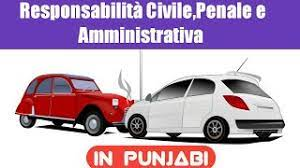 Responsabilità Civile,Penale e
Amministrativa
IN PUNJABI